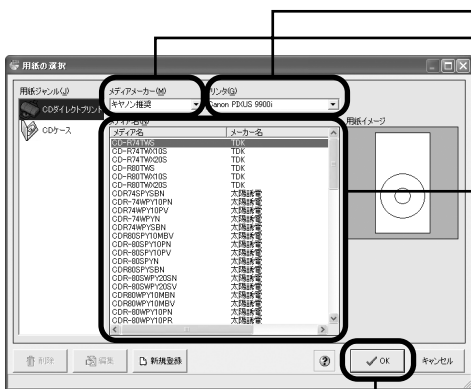 用紙の選択
用紙ジャンル(J)
メディアメーカー(M)
プリンタ(G)
CDダイレクトプリント
キヤノン推奨
Canon PIXUS 9900i
CDケース
メディア名
用紙イメージ
メディア名 メーカー名
CD-R74TWS TDK
CD-R74TWX10S TDK
CD-R74TWX20S TDK
CD-R80TWS TDK
CD-R80TWX10S TDK
CD-R80TWX20S TDK
CDR74SPYSBN 太陽誘電
CDR-74WPY10PN 太陽誘電
CDR74WPY10PV 太陽誘電
CDR-74WPYN 太陽誘電
CDR74WPYSBN 太陽誘電
CDR80SPY10MBV 太陽誘電
CDR-80SPY10PN 太陽誘電
CDR-80SPY10PV 太陽誘電
CDR-80SPYN 太陽誘電
CDR80SPYSBN 太陽誘電
CDR-80SWPY20SN 太陽誘電
CDR-80SWPY20SV 太陽誘電
CDR80WPY10MBN 太陽誘電
CDR80WPY10MBV 太陽誘電
CDR-80WPY10PN 太陽誘電
CDR-80WPY10PR 太陽誘電
削除 編集 新規登録 OK キャンセル